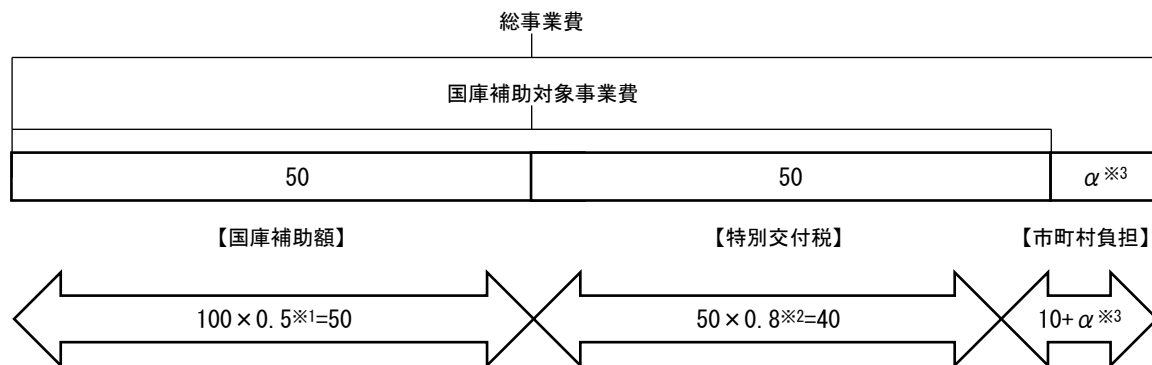 総事業費
国庫補助対象事業費
50 50 α※3
【国庫補助額】 【特別交付税】 【市町村負担】
100×0.5※1=50 50×0.8※2=40 10+α※3